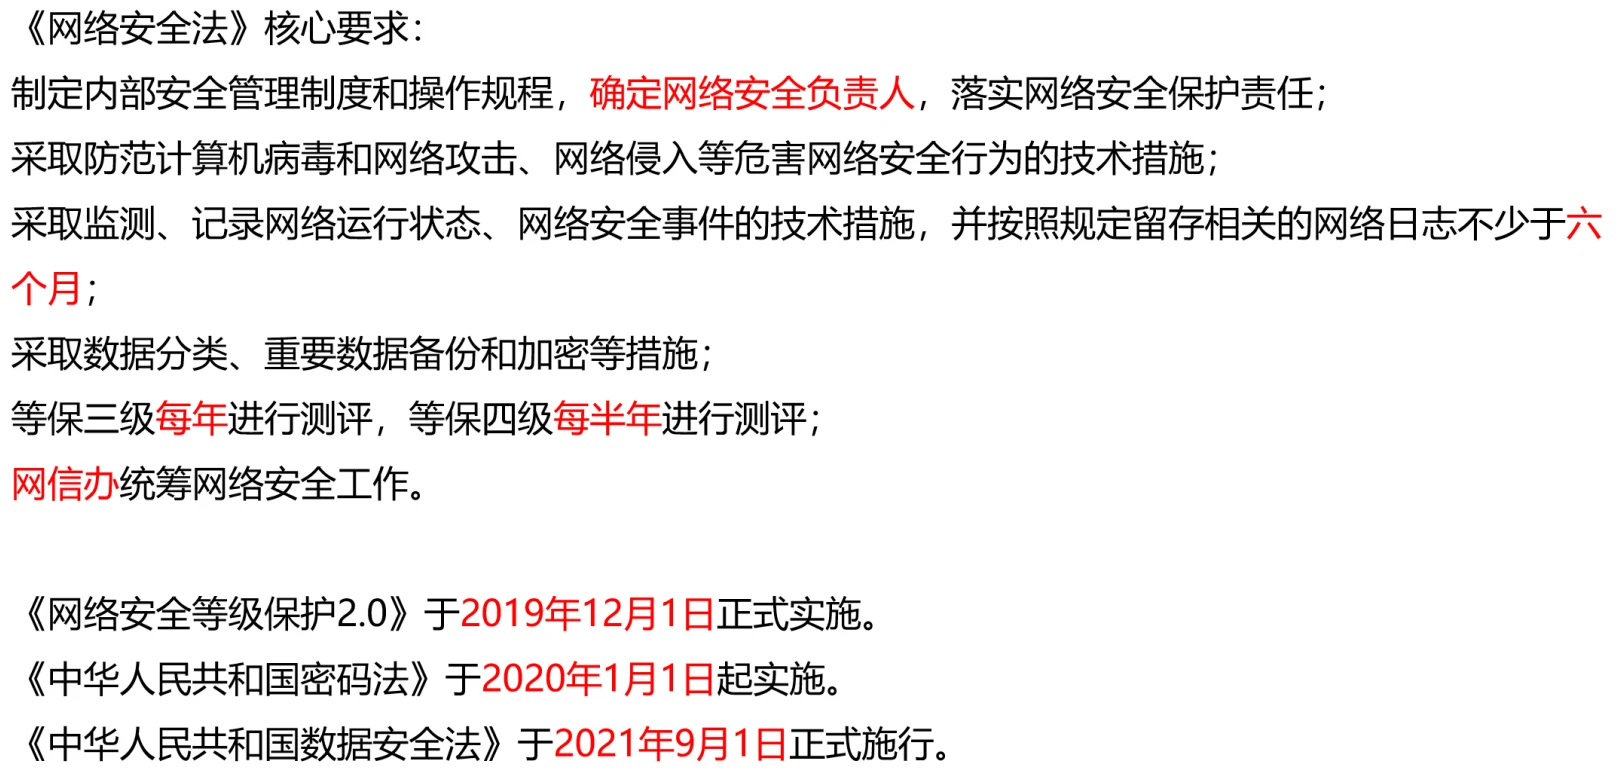 《网络安全法》核心要求：
制定内部安全管理制度和操作规程，确定网络安全负责人，落实网络安全保护责任；
采取防范计算机病毒和网络攻击、网络侵入等危害网络安全行为的技术措施；
采取监测、记录网络运行状态、网络安全事件的技术措施，并按照规定留存相关的网络日志不少于六
个月；
采取数据分类、重要数据备份和加密等措施；
等保三级每年进行测评，等保四级每半年进行测评；
网信办统筹网络安全工作。
《网络安全等级保护2.0》于2019年12月1日正式实施。
《中华人民共和国密码法》于2020年1月1日起实施。
《中华人民共和国数据安全法》于2021年9月1日正式施行。